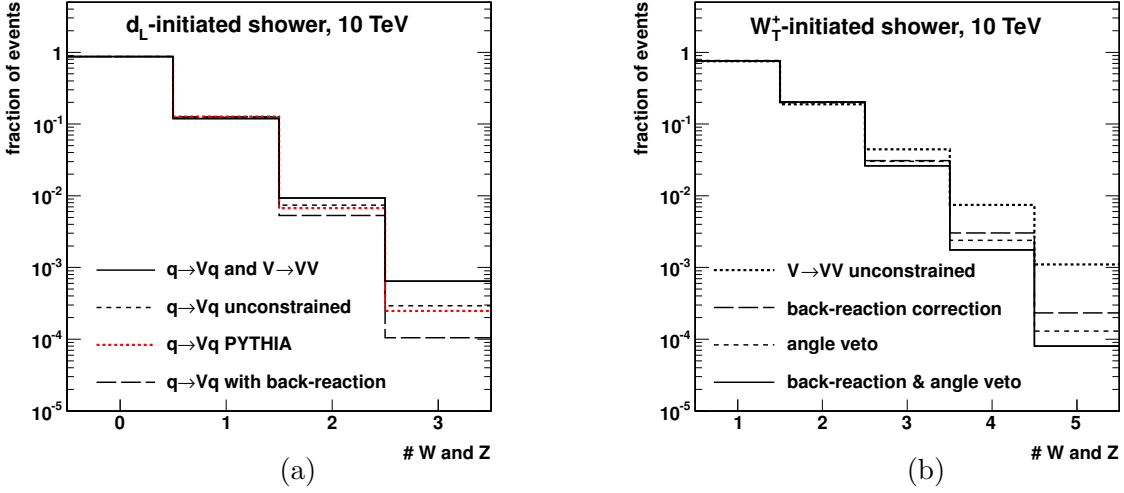 d_L-initiated shower, 10 TeV
fraction of events
1
10^-1
10^-2
10^-3
10^-4
10^-5
q→Vq and V→VV
q→Vq unconstrained
q→Vq PYTHIA
q→Vq with back-reaction
0 1 2 3
# W and Z
(a)
W_T^+-initiated shower, 10 TeV
fraction of events
1
10^-1
10^-2
10^-3
10^-4
10^-5
V→VV unconstrained
back-reaction correction
angle veto
back-reaction & angle veto
1 2 3 4 5
# W and Z
(b)